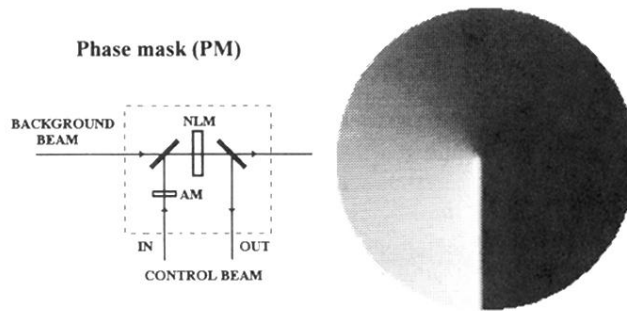 Phase mask (PM)
NLM
BACKGROUND
BEAM
AM
IN
OUT
CONTROL BEAM